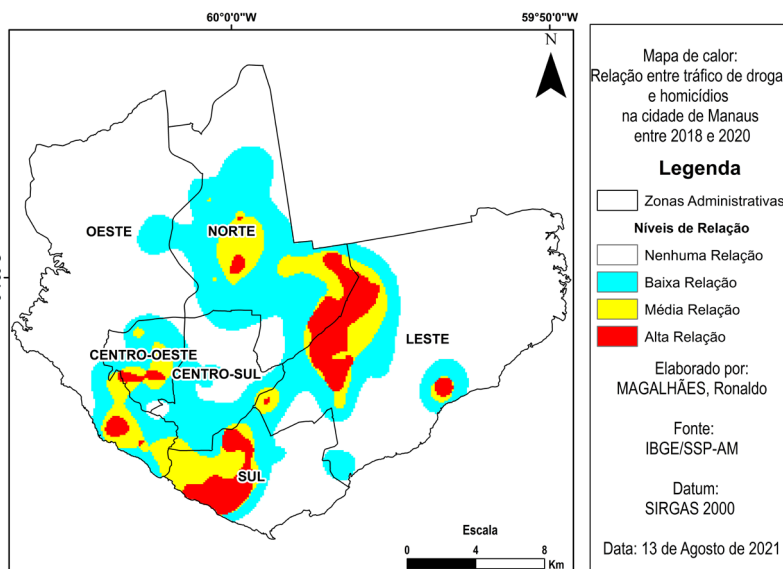 60°00'0"W
59°50'0"W
N
OESTE
NORTE
LESTE
CENTRO-OESTE
CENTRO-SUL
SUL
Escala
0 4 8
Km
Mapa de calor:
Relação entre tráfico de droga
e homicídios
na cidade de Manaus
entre 2018 e 2020
Legenda
Zonas Administrativas
Níveis de Relação
Nenhuma Relação
Baixa Relação
Média Relação
Alta Relação
Elaborado por:
MAGALHÃES, Ronaldo
Fonte:
IBGE/SSP-AM
Datum:
SIRGAS 2000
Data: 13 de Agosto de 2021